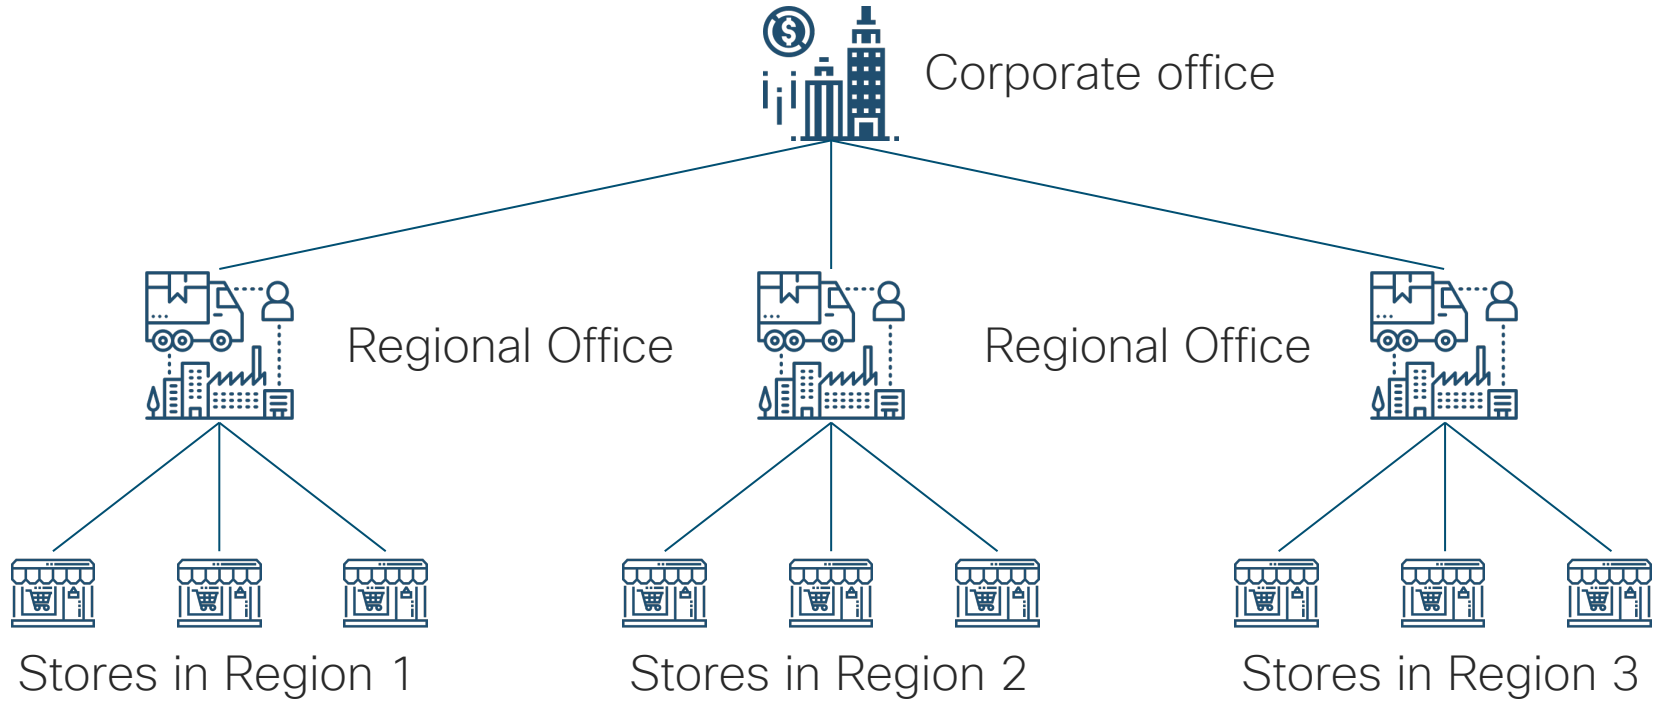 Corporate office
Regional Office
Regional Office
Stores in Region 1
Stores in Region 2
Stores in Region 3